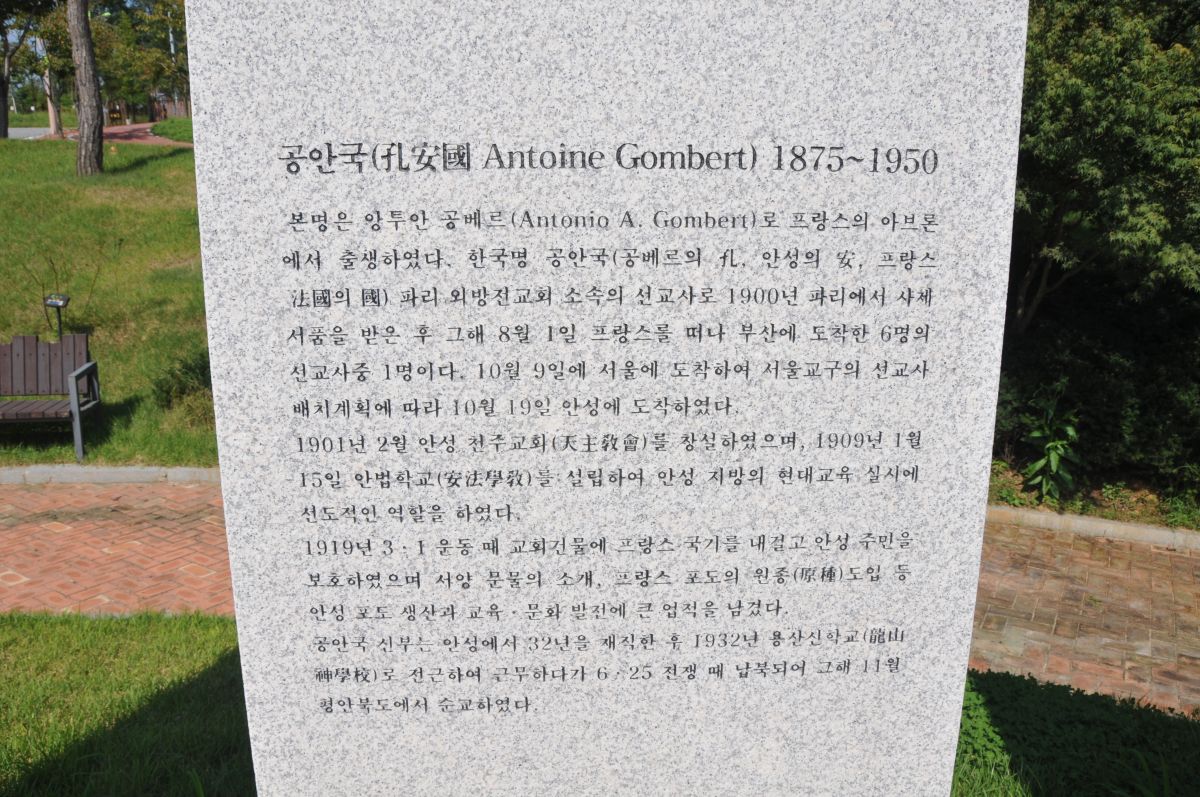 공안국(孔安國 Antoine Gombert) 1875~1950
본명은 앙투안 공베르(Antonio A. Gombert)로 프랑스의 아브론
에서 출생하였다. 한국명 공안국(공베르의 孔, 안성의 安, 프랑스
法國의 國) 파리 외방전교회 소속의 선교사로 1900년 파리에서 사제
서품을 받은 후 그해 8월 1일 프랑스를 떠나 부산에 도착한 6명의
선교사중 1명이다. 10월 9일에 서울에 도착하여 서울교구의 선교사
배치계획에 따라 10월 19일 안성에 도착하였다.
1901년 2월 안성 천주교회(天主敎會)를 창설하였으며, 1909년 1월
15일 안법학교(安法學敎)를 설립하여 안성 지방의 현대교육 실시에
선도적인 역할을 하였다.
1919년 3·1 운동 때 교회건물에 프랑스 국기를 내걸고 안성 주민을
보호하였으며 서양 문물의 소개, 프랑스 포도의 원종(原種)도입 등
안성 포도 생산과 교육·문화 발전에 큰 업적을 남겼다.
공안국 신부는 안성에서 32년을 재직한 후 1932년 용산신학교(龍山
神學校)로 전근하여 근무하다가 6·25 전쟁 때 납북되어 그해 11월
평안북도에서 순교하였다.